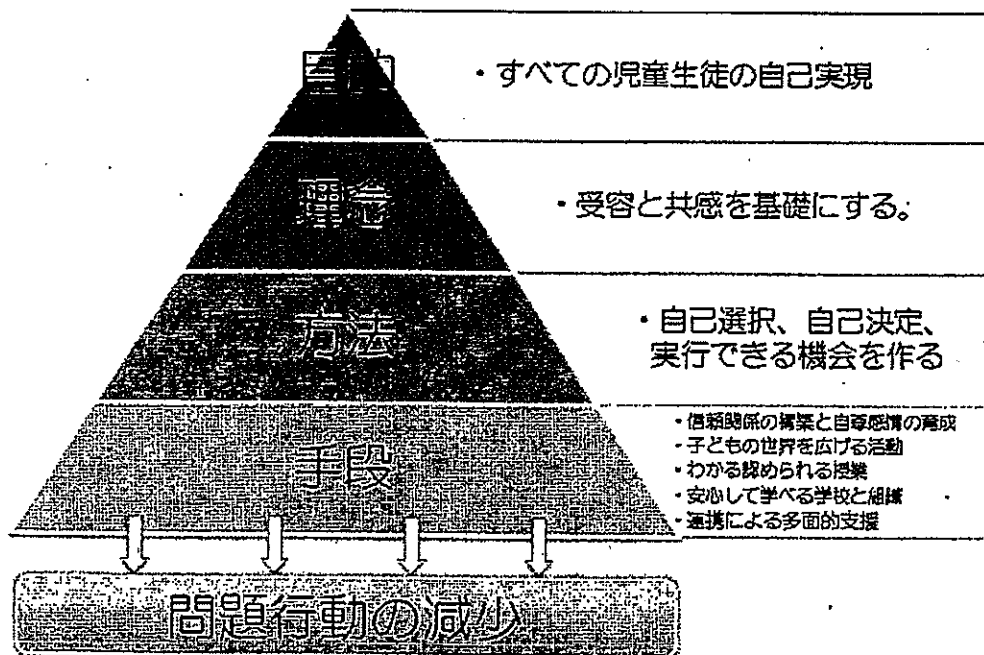 目的
・すべての児童生徒の自己実現
理念
・受容と共感を基礎にする。
方法
・自己選択、自己決定、
実行できる機会を作る
手段
・信頼関係の構築と自尊感情の育成
・子どもの世界を広げる活動
・わかる認められる授業
・安心して学べる学校と組織
・連携による多面的支援
問題行動の減少